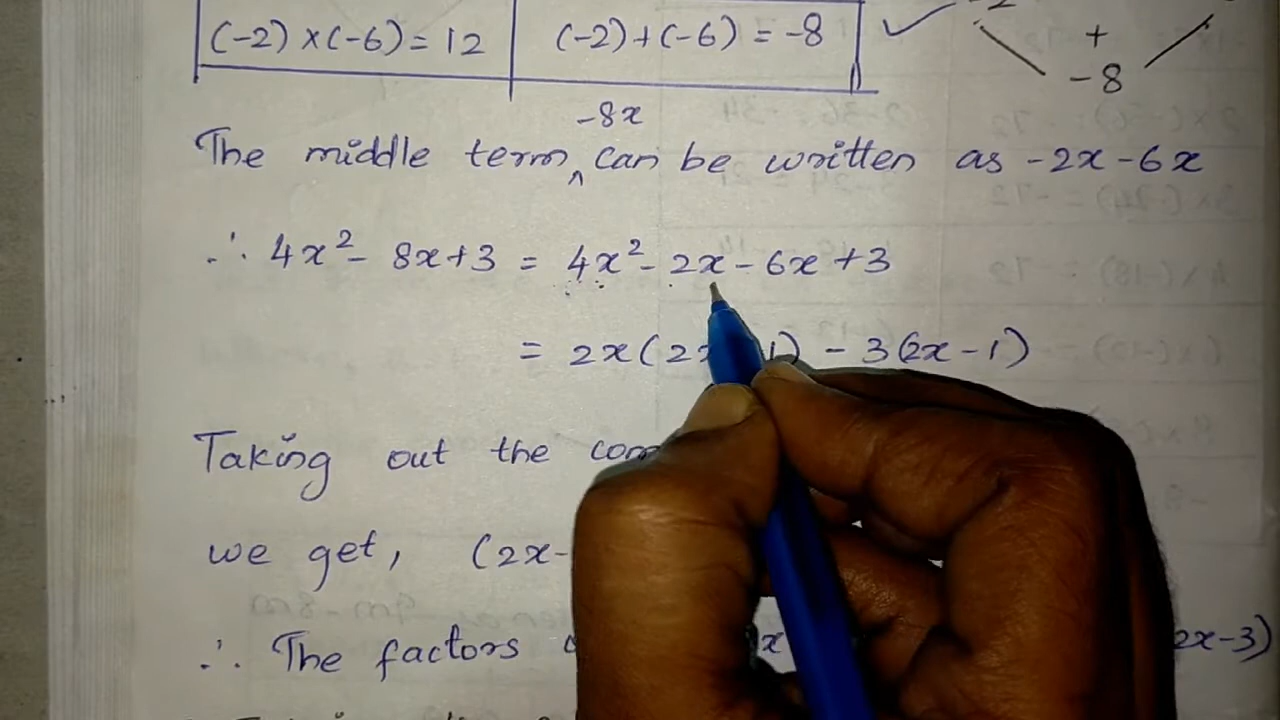 (-2)×(-6)=12 (-2)+(-6) = -8 ✓
+
-8
-8x
The middle term ^ can be written as -2x-6x
∴ 4x²- 8x+3 = 4x²- 2x - 6x +3
= 2x(2x 1) - 3(2x-1)
Taking out the
we get, (2x-
∴ The factors 2x-3)